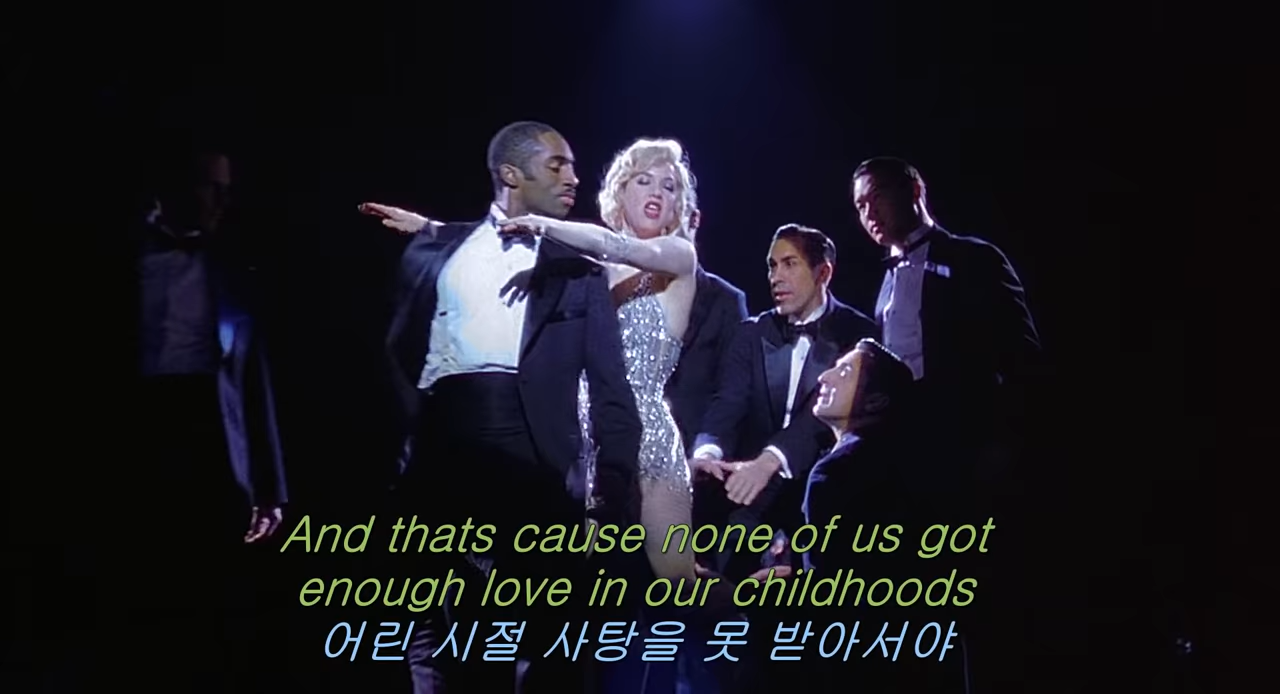 And thats cause none of us got
enough love in our childhoods
어린 시절 사탕을 못 받아서야